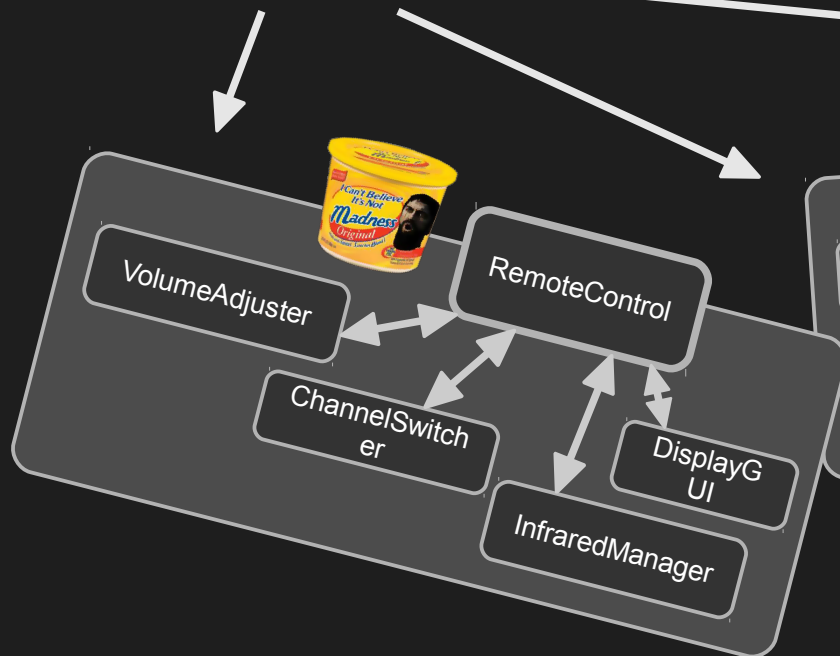 I Can't Believe
It's Not
Madness
Original
RemoteControl
VolumeAdjuster
ChannelSwitch
er
DisplayG
UI
InfraredManager